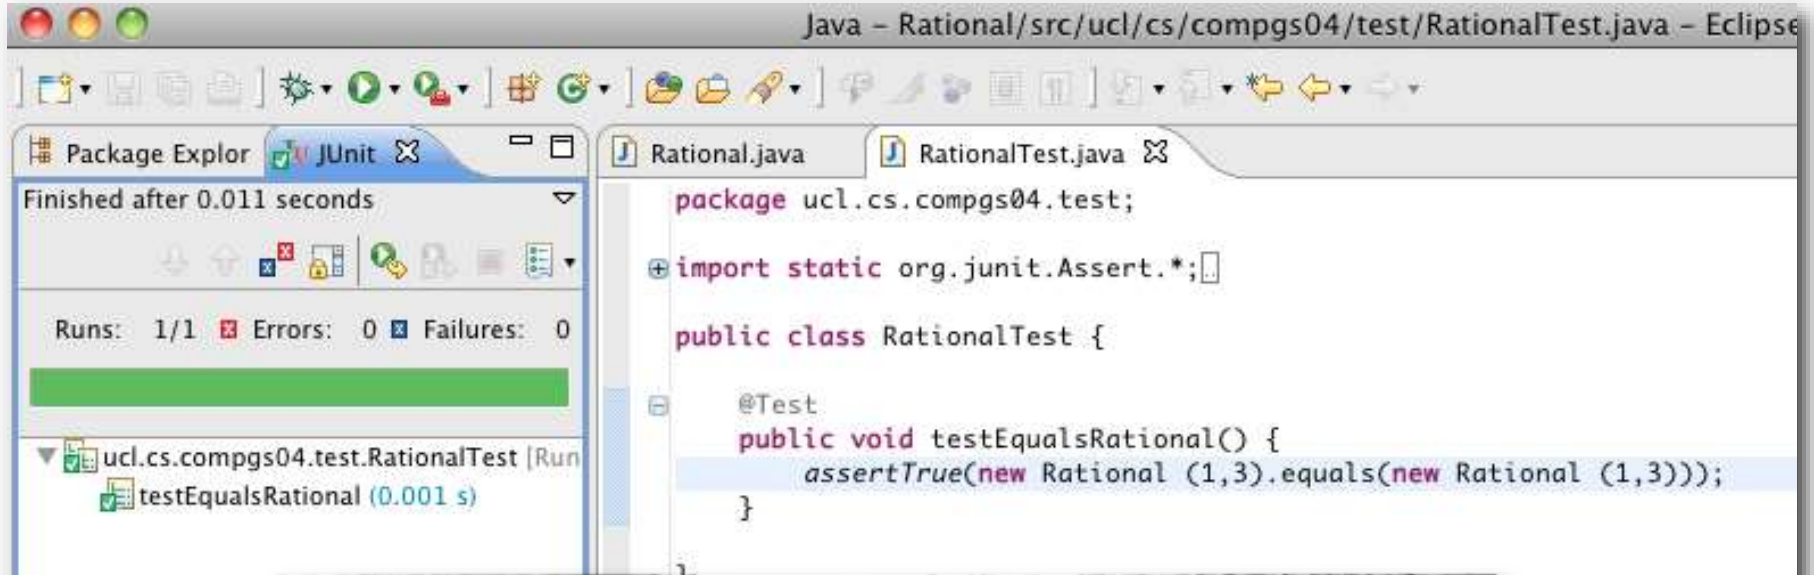 Java – Rational/src/ucl/cs/compgs04/test/RationalTest.java – Eclipse
Package Explor JUnit
Finished after 0.011 seconds
Runs: 1/1 Errors: 0 Failures: 0
ucl.cs.compgs04.test.RationalTest [Run
testEqualsRational (0.001 s)
Rational.java RationalTest.java
package ucl.cs.compgs04.test;
import static org.junit.Assert.*;
public class RationalTest {
@Test
public void testEqualsRational() {
assertTrue(new Rational (1,3).equals(new Rational (1,3)));
}
}